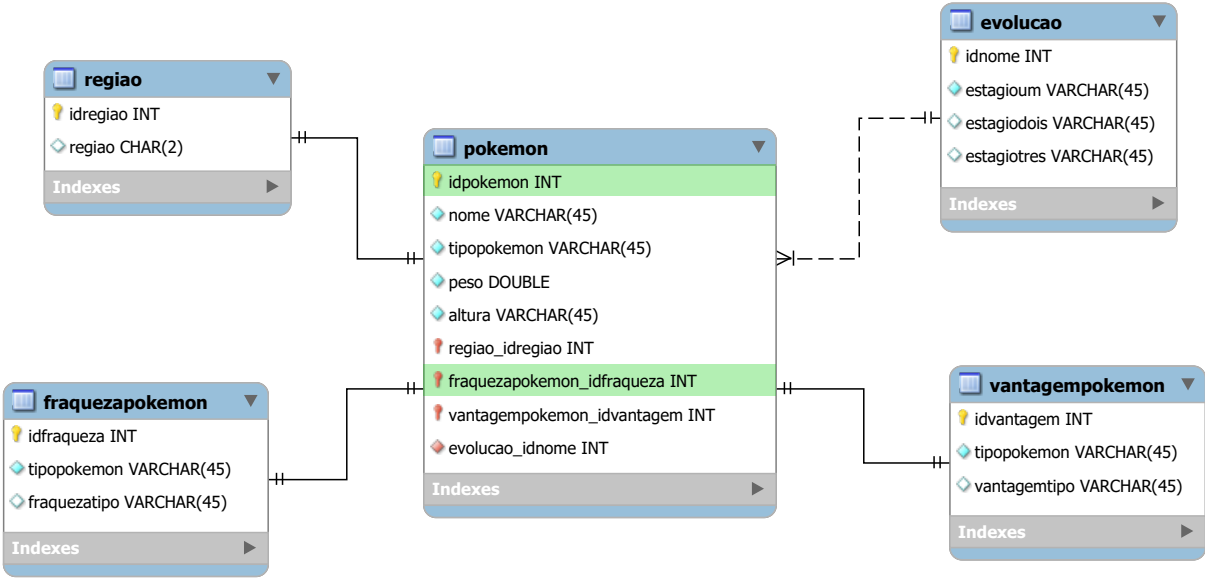 regiao
idregiao INT
regiao CHAR(2)
Indexes
fraquezapokemon
idfraqueza INT
tipopokemon VARCHAR(45)
fraquezatipo VARCHAR(45)
Indexes
pokemon
idpokemon INT
nome VARCHAR(45)
tipopokemon VARCHAR(45)
peso DOUBLE
altura VARCHAR(45)
regiao_idregiao INT
fraquezapokemon_idfraqueza INT
vantagempokemon_idvantagem INT
evolucao_idnome INT
Indexes
evolucao
idnome INT
estagioum VARCHAR(45)
estagiodois VARCHAR(45)
estagiotres VARCHAR(45)
Indexes
vantagempokemon
idvantagem INT
tipopokemon VARCHAR(45)
vantagemtipo VARCHAR(45)
Indexes